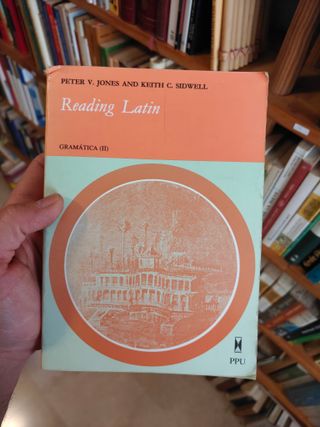 PETER V. JONES AND KEITH C. SIDWELL
Reading Latin
GRAMÁTICA (II)
PPU